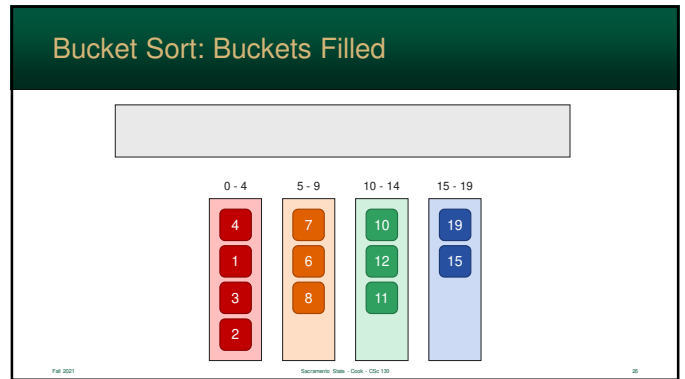 Bucket Sort: Buckets Filled
0 - 4 5 - 9 10 - 14 15 - 19
4 7 10 19
1 6 12 15
3 8 11
2
Fall 2021 Sacramento State - Cook - CSc 130 26